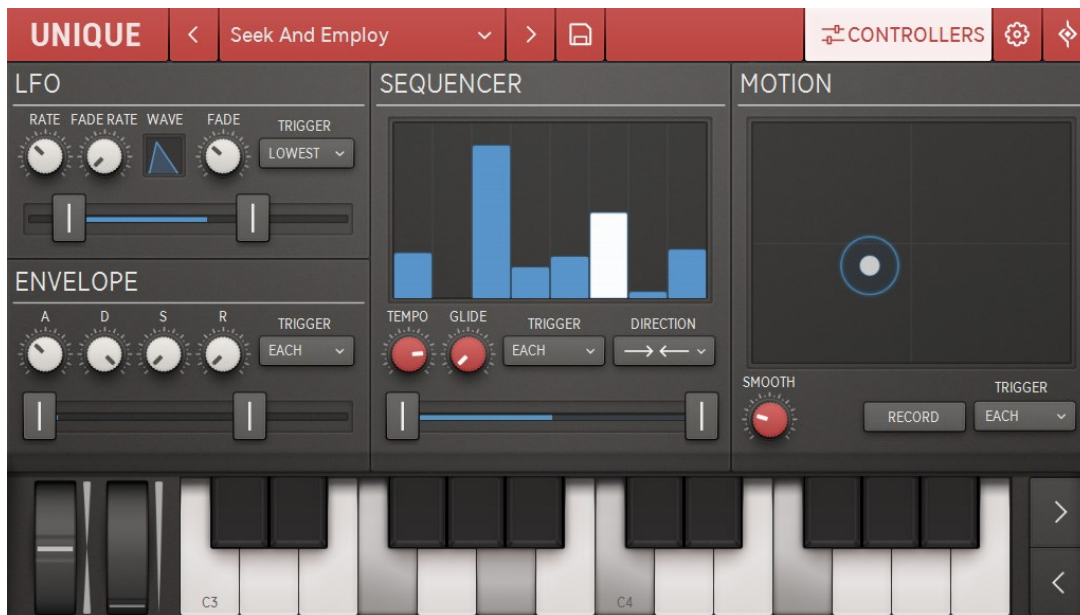 UNIQUE
Seek And Employ
CONTROLLERS
LFO
RATE FADE RATE WAVE FADE
TRIGGER
LOWEST
ENVELOPE
A D S R
TRIGGER
EACH
SEQUENCER
TEMPO GLIDE
TRIGGER DIRECTION
EACH
MOTION
SMOOTH
RECORD
TRIGGER
EACH
C3
C4